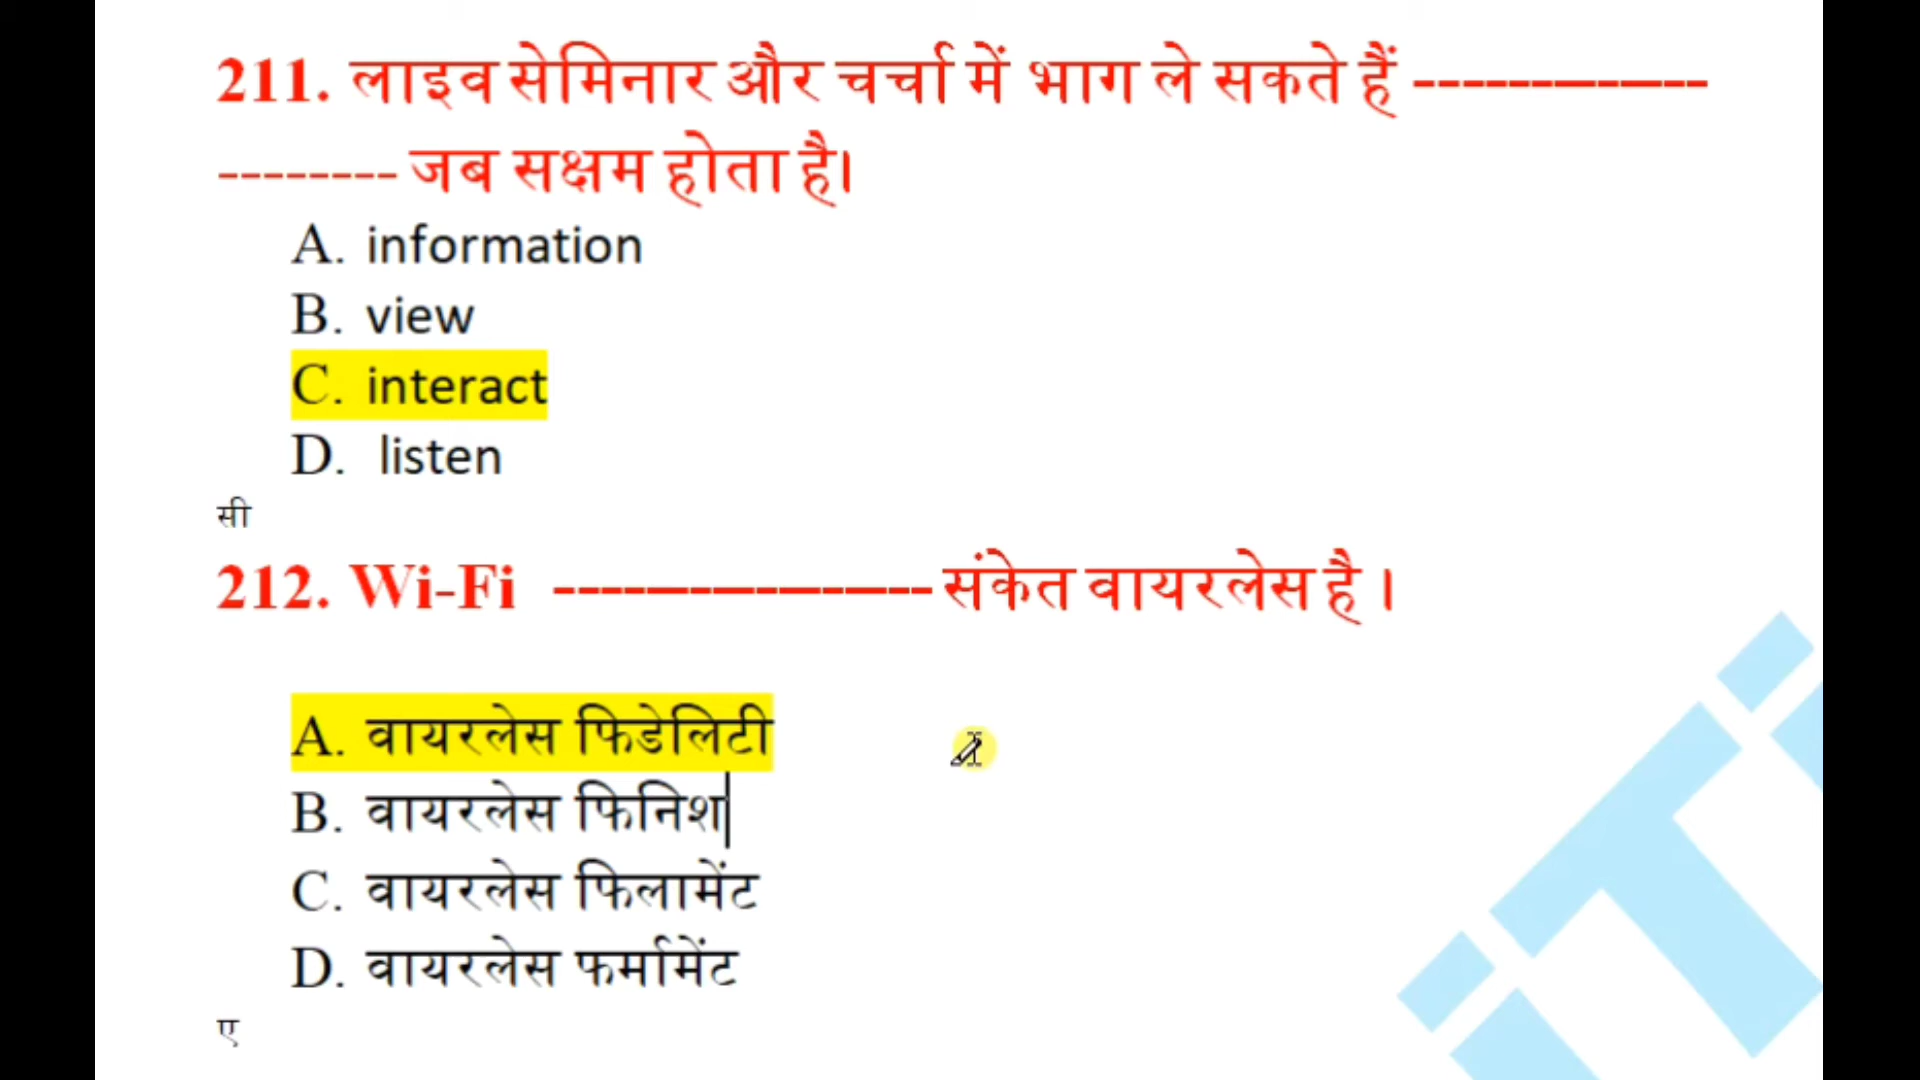 211. लाइव सेमिनार और चर्चा में भाग ले सकते हैं -------------
-------- जब सक्षम होता है।
A. information
B. view
C. interact
D. listen
सी
212. Wi-Fi ----------------- संकेत वायरलेस है ।
A. वायरलेस फिडेलिटी
B. वायरलेस फिनिश
C. वायरलेस फिलामेंट
D. वायरलेस फर्मामेंट
ए
iTi